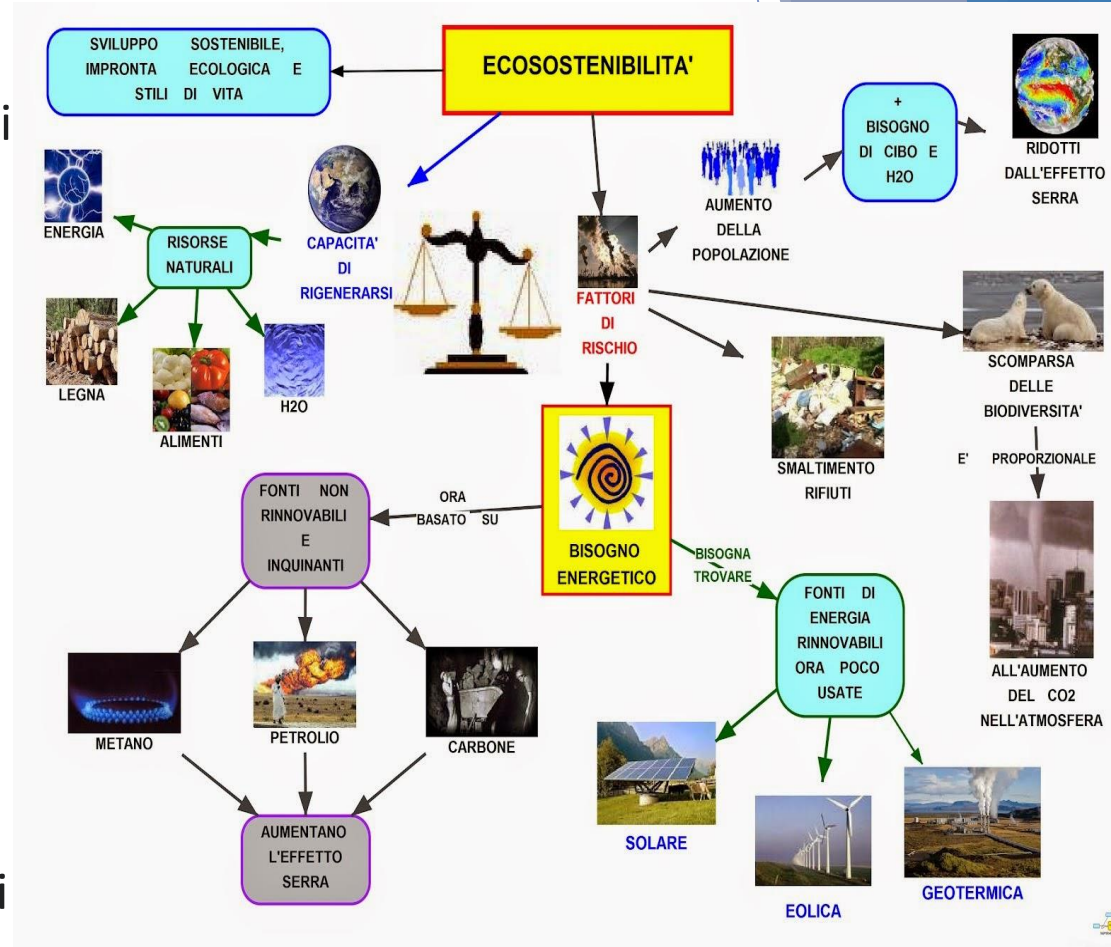 ECOSOSTENIBILITA'
SVILUPPO SOSTENIBILE,
IMPRONTA ECOLOGICA E
STILI DI VITA
i
+
BISOGNO
DI CIBO E
H2O
RIDOTTI
DALL'EFFETTO
SERRA
AUMENTO
DELLA
POPOLAZIONE
ENERGIA
RISORSE
NATURALI
CAPACITA'
DI
RIGENERARSI
FATTORI
DI
RISCHIO
LEGNA
ALIMENTI
H2O
SCOMPARSA
DELLE
BIODIVERSITA'
E' PROPORZIONALE
SMALTIMENTO
RIFIUTI
ALL'AUMENTO
DEL CO2
NELL'ATMOSFERA
BISOGNO
ENERGETICO
ORA
BASATO SU
FONTI NON
RINNOVABILI
E
INQUINANTI
BISOGNA
TROVARE
FONTI DI
ENERGIA
RINNOVABILI
ORA POCO
USATE
METANO
PETROLIO
CARBONE
AUMENTANO
L'EFFETTO
SERRA
SOLARE
EOLICA
GEOTERMICA
i